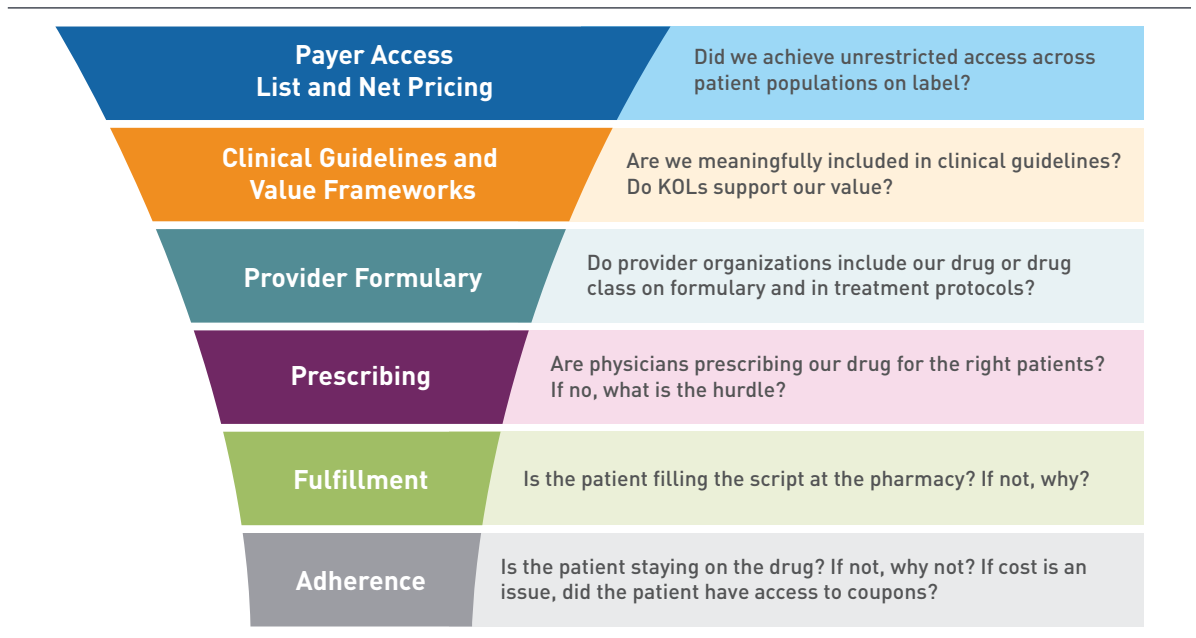 Payer Access
List and Net Pricing
Did we achieve unrestricted access across
patient populations on label?
Clinical Guidelines and
Value Frameworks
Are we meaningfully included in clinical guidelines?
Do KOLs support our value?
Provider Formulary
Do provider organizations include our drug or drug
class on formulary and in treatment protocols?
Prescribing
Are physicians prescribing our drug for the right patients?
If no, what is the hurdle?
Fulfillment
Is the patient filling the script at the pharmacy? If not, why?
Adherence
Is the patient staying on the drug? If not, why not? If cost is an
issue, did the patient have access to coupons?